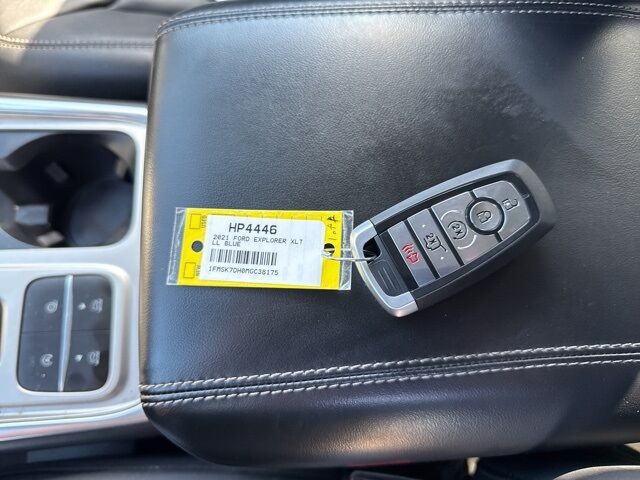 HP4446
2021 FORD EXPLORER XLT
LL BLUE
1FMSK7DH0MGC38175